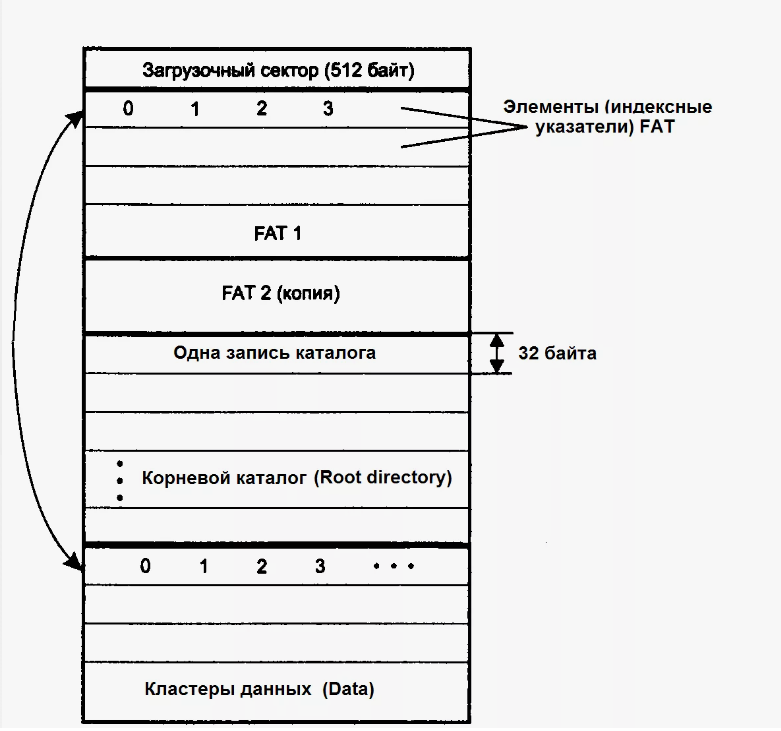 Загрузочный сектор (512 байт)
0 1 2 3
Элементы (индексные
указатели) FAT
FAT 1
FAT 2 (копия)
Одна запись каталога
32 байта
Корневой каталог (Root directory)
0 1 2 3 • • •
Кластеры данных (Data)